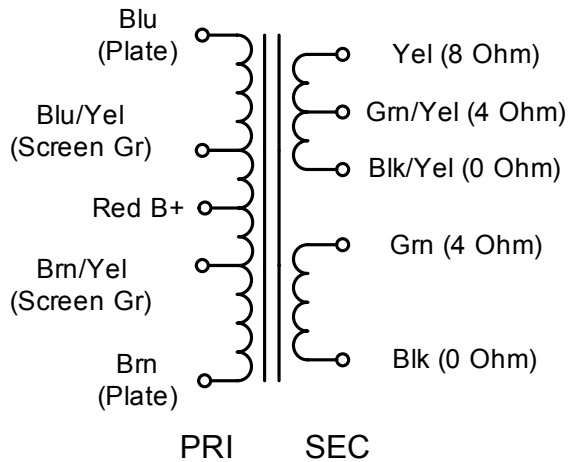 Blu
(Plate)
Blu/Yel
(Screen Gr)
Red B+
Brn/Yel
(Screen Gr)
Brn
(Plate)
Yel (8 Ohm)
Grn/Yel (4 Ohm)
Blk/Yel (0 Ohm)
Grn (4 Ohm)
Blk (0 Ohm)
PRI
SEC